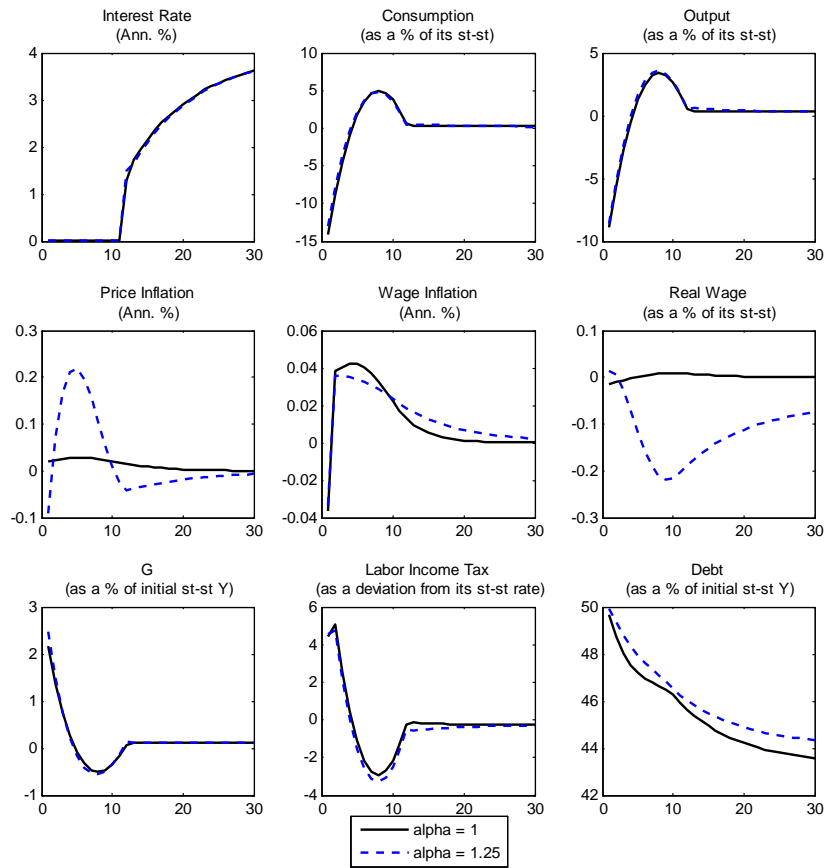 Interest Rate
(Ann. %)
4
3
2
1
0
0 10 20 30
Consumption
(as a % of its st-st)
10
5
0
-5
-10
-15
0 10 20 30
Output
(as a % of its st-st)
5
0
-5
-10
0 10 20 30
Price Inflation
(Ann. %)
0.3
0.2
0.1
0
-0.1
0 10 20 30
Wage Inflation
(Ann. %)
0.06
0.04
0.02
0
-0.02
-0.04
0 10 20 30
Real Wage
(as a % of its st-st)
0.1
0
-0.1
-0.2
-0.3
0 10 20 30
G
(as a % of initial st-st Y)
3
2
1
0
-1
0 10 20 30
Labor Income Tax
(as a deviation from its st-st rate)
6
4
2
0
-2
-4
0 10 20 30
Debt
(as a % of initial st-st Y)
50
48
46
44
42
0 10 20 30
alpha = 1
alpha = 1.25